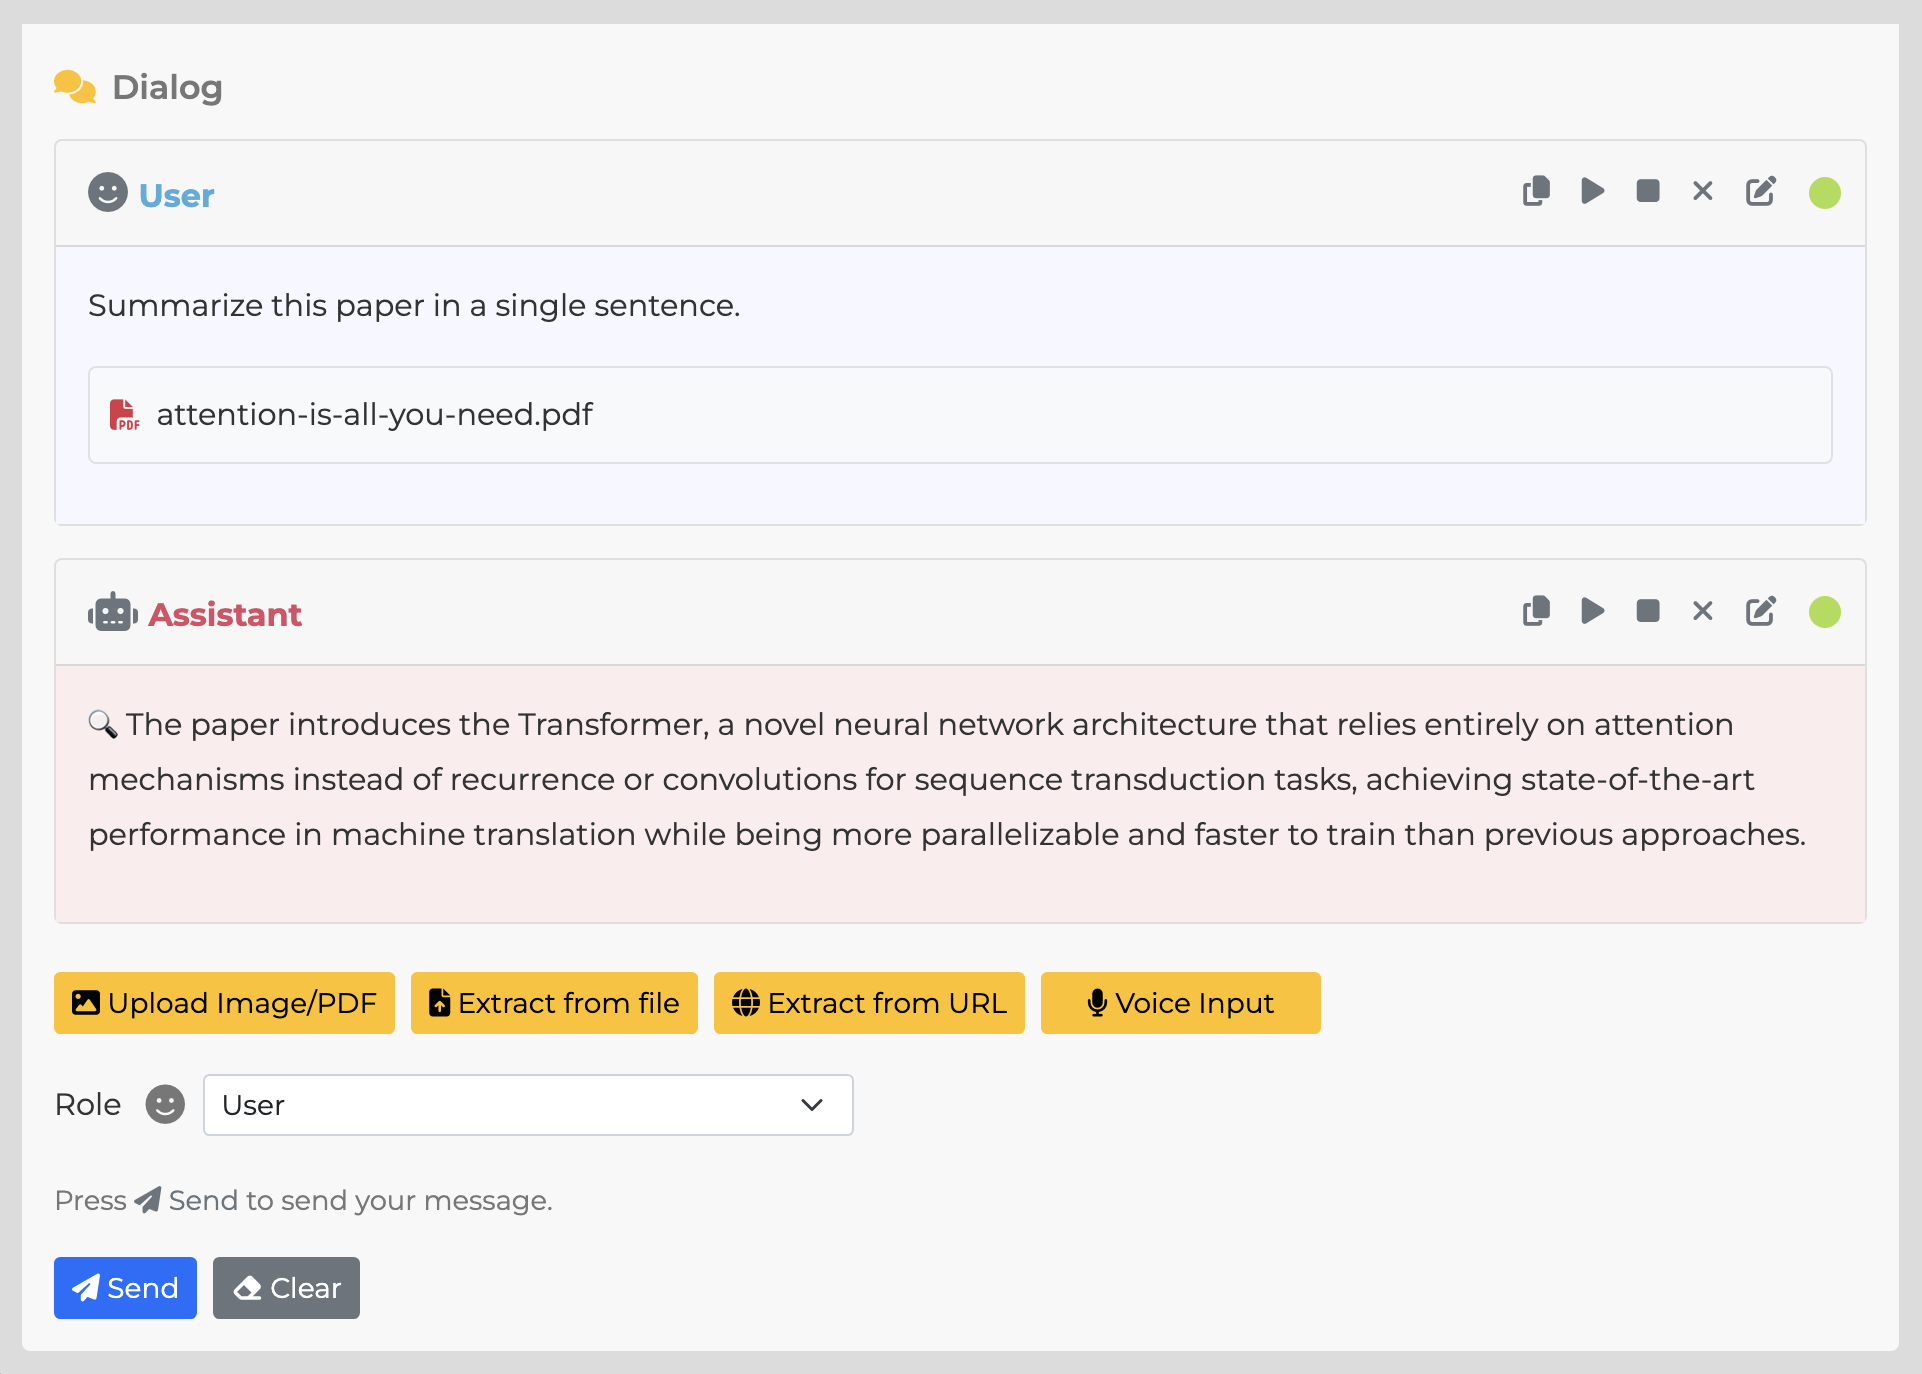 Dialog
User
Summarize this paper in a single sentence.
PDF
attention-is-all-you-need.pdf
Assistant
🔍 The paper introduces the Transformer, a novel neural network architecture that relies entirely on attention
mechanisms instead of recurrence or convolutions for sequence transduction tasks, achieving state-of-the-art
performance in machine translation while being more parallelizable and faster to train than previous approaches.
Upload Image/PDF Extract from file Extract from URL Voice Input
Role User
Press Send to send your message.
Send Clear